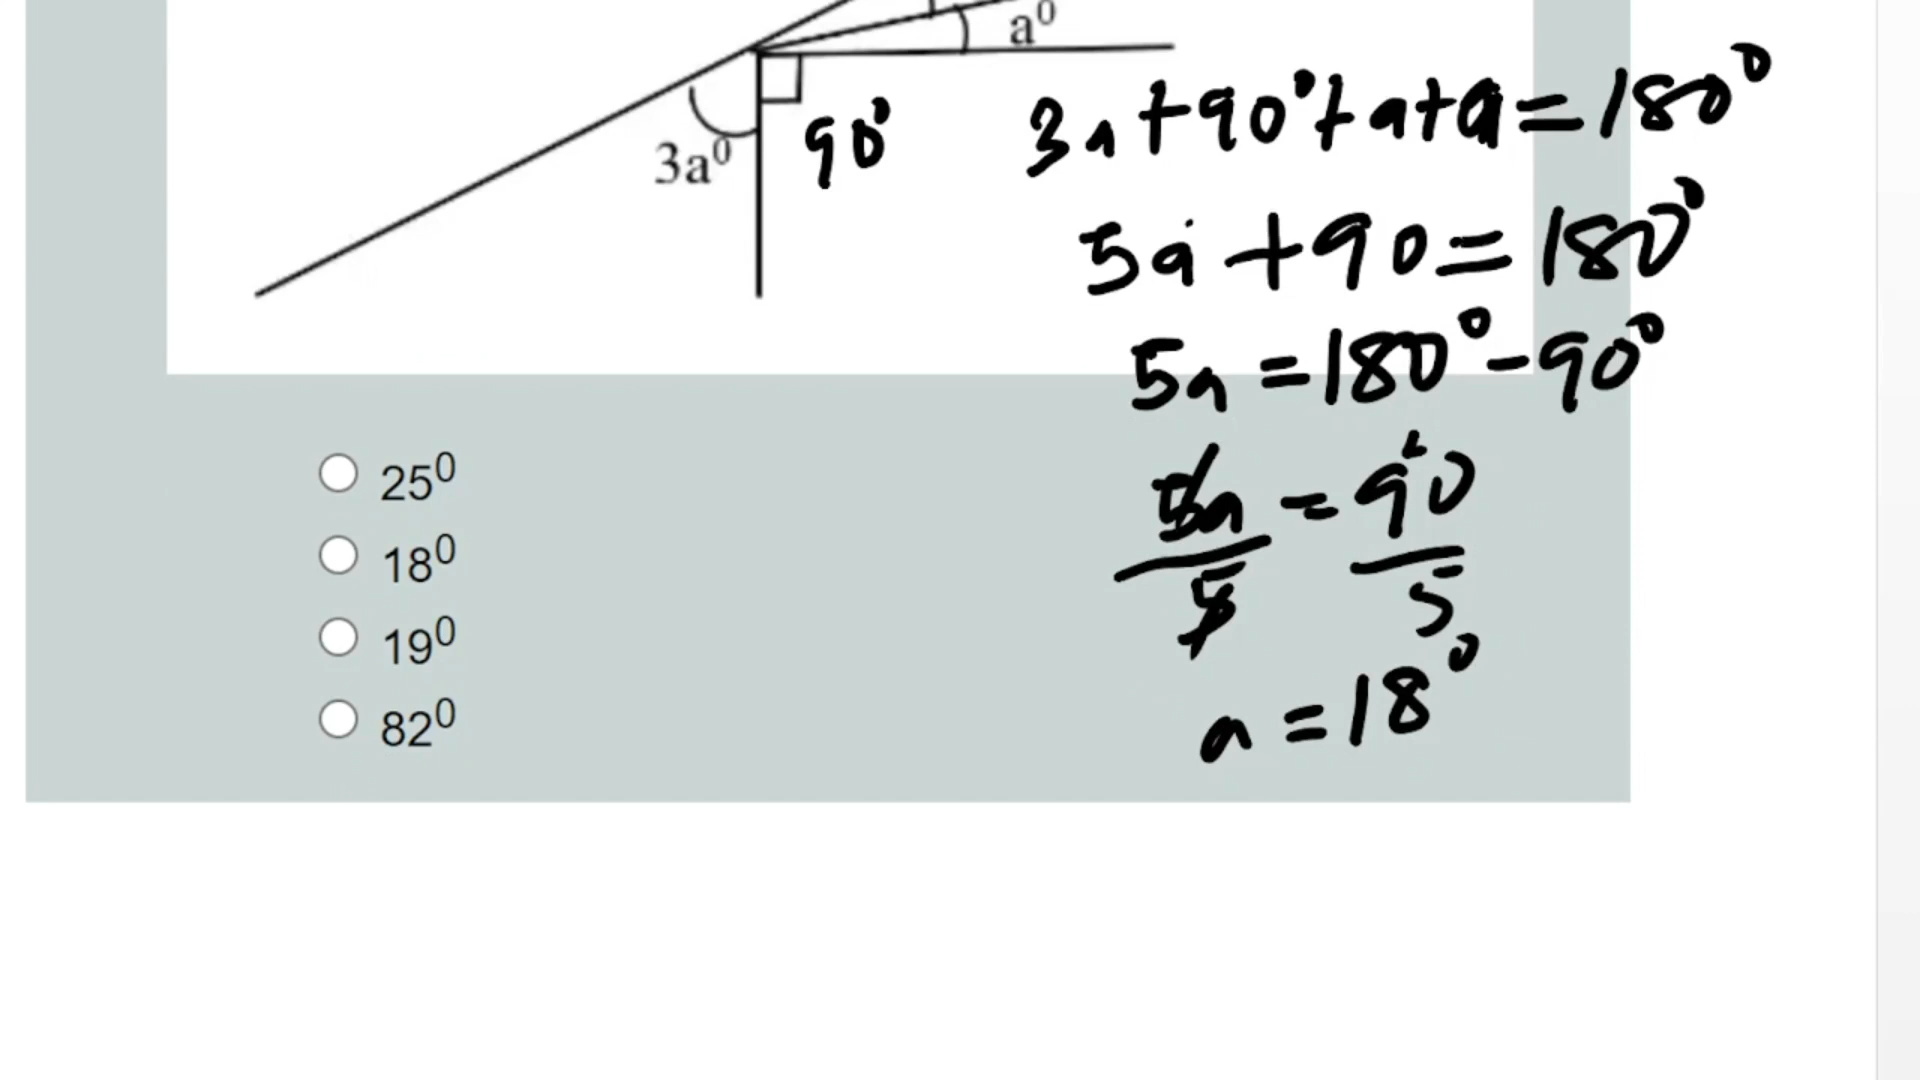 a⁰
3a⁰
90°
3a+90°+a+a=180°
5a+90=180°
5a=180°-90°
5a/5=90/5
a=18°
25⁰
18⁰
19⁰
82⁰